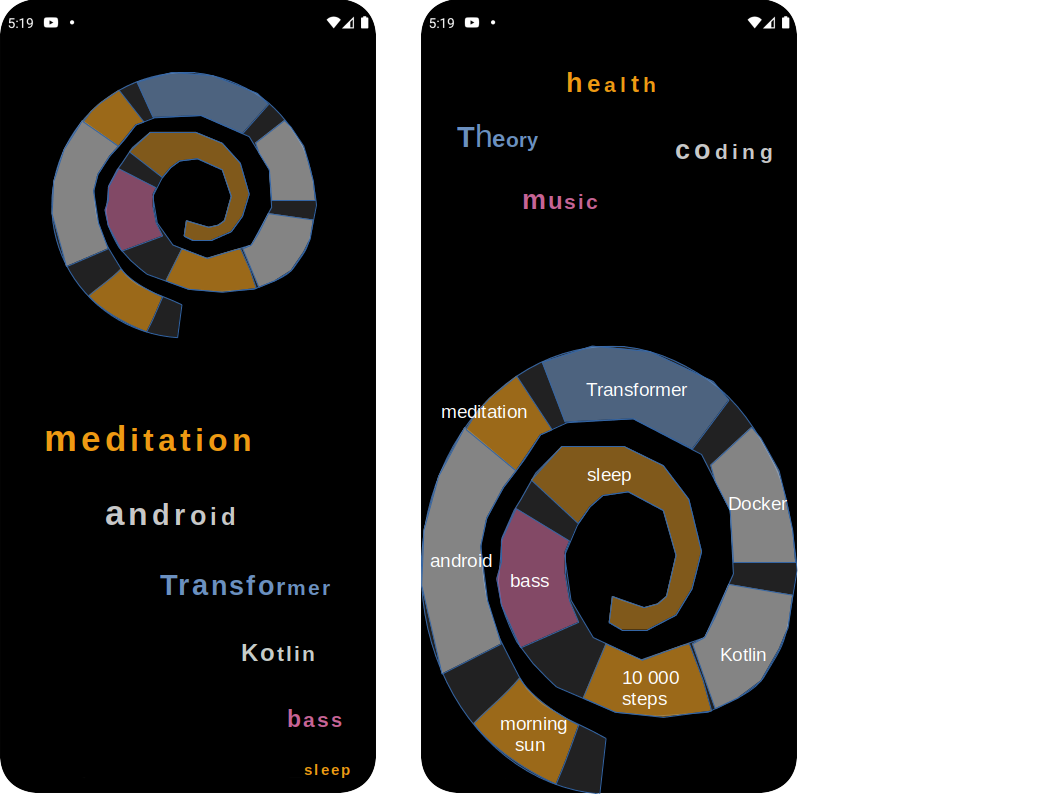 5:19
meditation
android
Transformer
Kotlin
bass
sleep
5:19
health
Theory
coding
music
Transformer
meditation
sleep
Docker
android
bass
Kotlin
10 000
steps
morning
sun